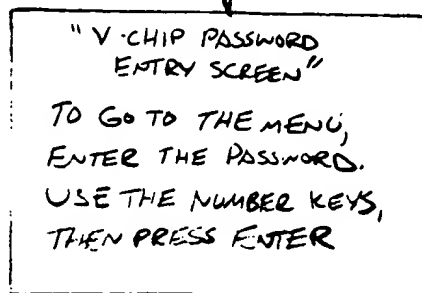 "V-CHIP PASSWORD
ENTRY SCREEN"
TO GO TO THE MENU,
ENTER THE PASSWORD.
USE THE NUMBER KEYS,
THEN PRESS ENTER